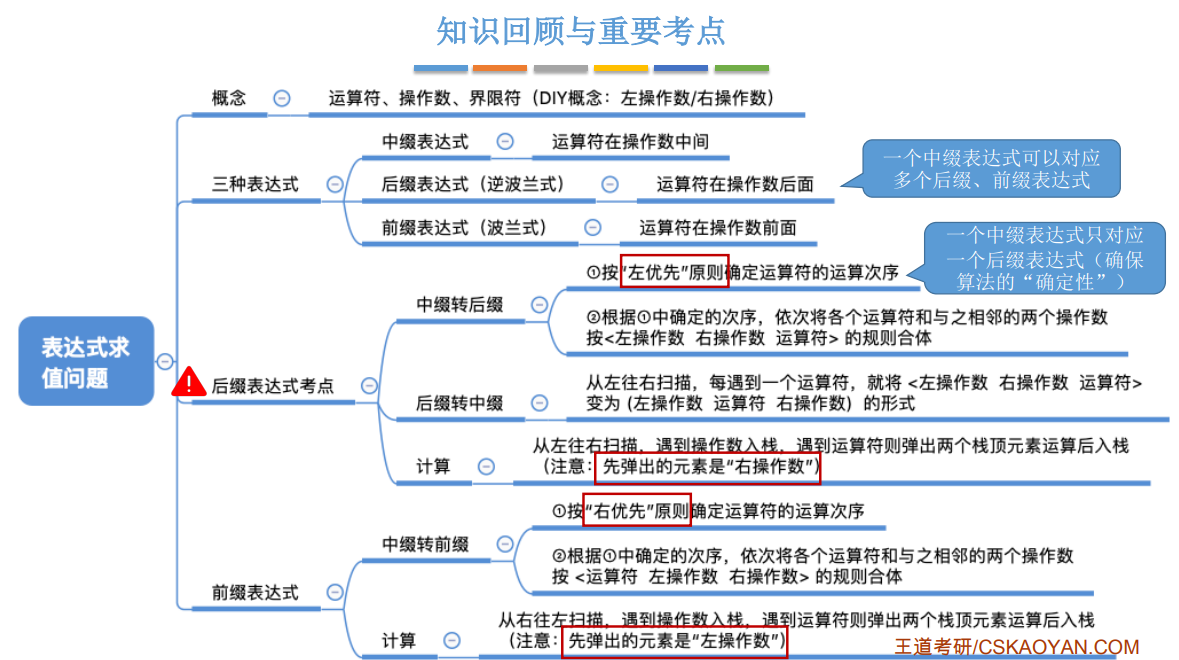 知识回顾与重要考点
概念
运算符、操作数、界限符（DIY概念：左操作数/右操作数）
三种表达式
中缀表达式
运算符在操作数中间
后缀表达式（逆波兰式）
运算符在操作数后面
前缀表达式（波兰式）
运算符在操作数前面
一个中缀表达式可以对应
多个后缀、前缀表达式
一个中缀表达式只对应
一个后缀表达式（确保
算法的“确定性”）
表达式求
值问题
后缀表达式考点
中缀转后缀
①按“左优先”原则确定运算符的运算次序
②根据①中确定的次序，依次将各个运算符和与之相邻的两个操作数
按<左操作数 右操作数 运算符> 的规则合体
后缀转中缀
从左往右扫描，每遇到一个运算符，就将 <左操作数 右操作数 运算符>
变为 (左操作数 运算符 右操作数) 的形式
计算
从左往右扫描，遇到操作数入栈，遇到运算符则弹出两个栈顶元素运算后入栈
（注意：先弹出的元素是“右操作数”）
前缀表达式
中缀转前缀
①按“右优先”原则确定运算符的运算次序
②根据①中确定的次序，依次将各个运算符和与之相邻的两个操作数
按 <运算符 左操作数 右操作数> 的规则合体
计算
从右往左扫描，遇到操作数入栈，遇到运算符则弹出两个栈顶元素运算后入栈
（注意：先弹出的元素是“左操作数”）
王道考研/CSKAOYAN.COM